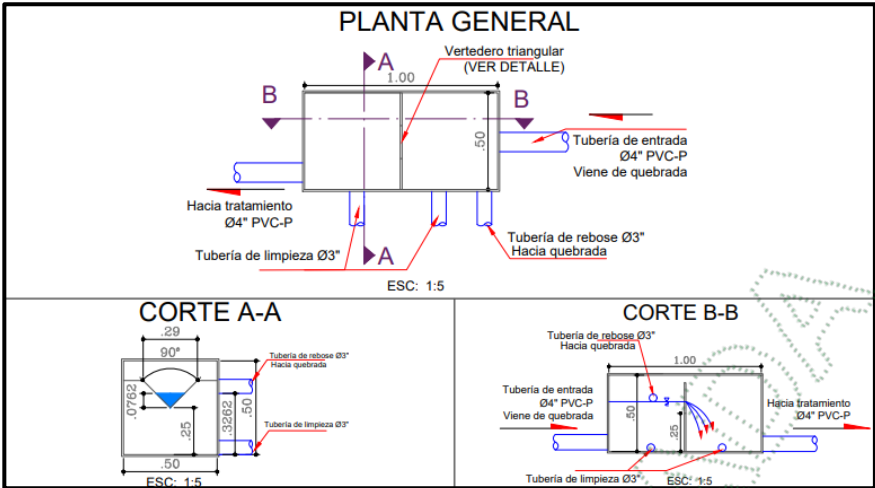 PLANTA GENERAL
A
Vertedero triangular
(VER DETALLE)
1.00
B
B
.50
Tubería de entrada
Ø4" PVC-P
Viene de quebrada
Hacia tratamiento
Ø4" PVC-P
Tubería de limpieza Ø3"
A
Tubería de rebose Ø3"
Hacia quebrada
ESC: 1:5
CORTE A-A
.29
90°
Tubería de rebose Ø3"
Hacia quebrada
.0762
.25
.3262
.50
Tubería de limpieza Ø3"
.50
ESC: 1:5
CORTE B-B
Tubería de rebose Ø3"
Hacia quebrada
1.00
Tubería de entrada
Ø4" PVC-P
Viene de quebrada
.50
.25
Hacia tratamiento
Ø4" PVC-P
Tubería de limpieza Ø3"
ESC: 1:5